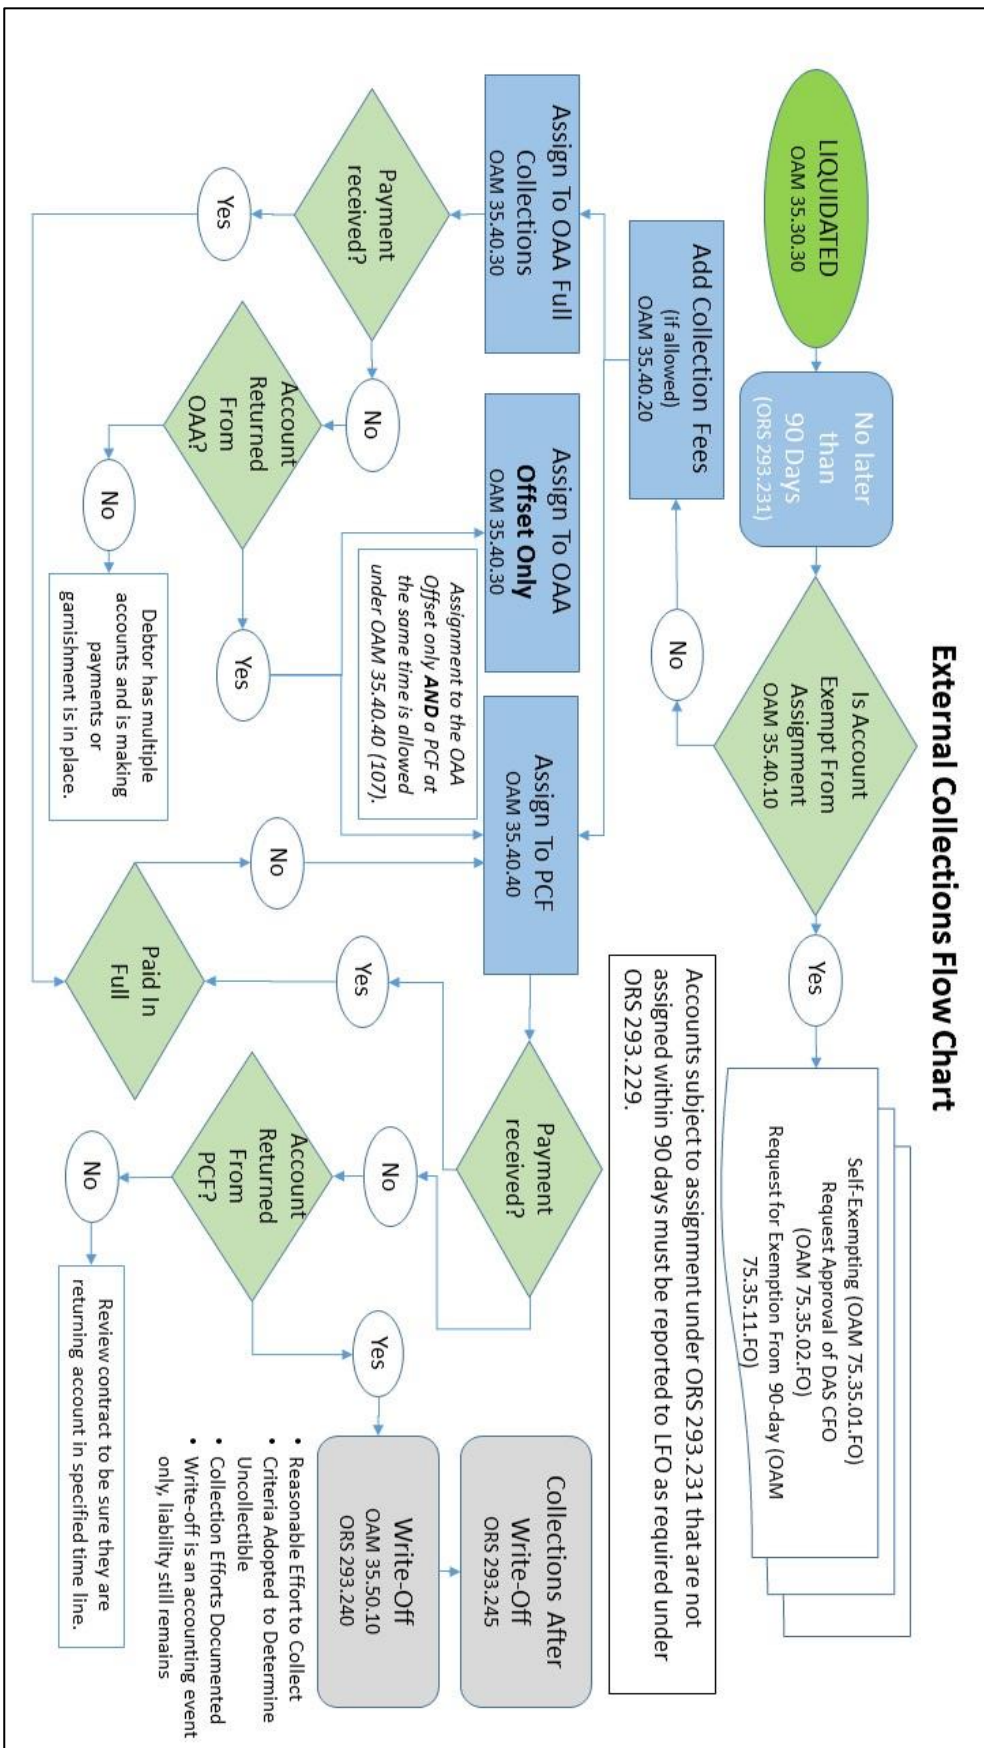 External Collections Flow Chart
LIQUIDATED
OAM 35.30.30
No later
than
90 Days
(ORS 293.231)
Is Account
Exempt From
Assignment
OAM 35.40.10
Yes
Self-Exempting (OAM 75.35.01.FO)
Request Approval of DAS CFO
(OAM 75.35.02.FO)
Request for Exemption From 90-day (OAM
75.35.11.FO)
No
Add Collection Fees
(if allowed)
OAM 35.40.20
Accounts subject to assignment under ORS 293.231 that are not
assigned within 90 days must be reported to LFO as required under
ORS 293.229.
Assign To OAA Full
Collections
OAM 35.40.30
Assign To OAA
Offset Only
OAM 35.40.30
Assign To PCF
OAM 35.40.40
Payment
received?
Collections After
Write-Off
ORS 293.245
Payment
received?
No
Assignment to the OAA
Offset only AND a PCF at
the same time is allowed
under OAM 35.40.40 (107).
Yes
No
Yes
Write-Off
OAM 35.50.10
ORS 293.240
Yes
Account
Returned
From
OAA?
Yes
No
Account
Returned
From
PCF?
• Reasonable Effort to Collect
• Criteria Adopted to Determine
Uncollectible
• Collection Efforts Documented
• Write-off is an accounting event
only, liability still remains
No
Debtor has multiple
accounts and is making
payments or
garnishment is in place.
Paid In
Full
No
Review contract to be sure they are
returning account in specified time line.